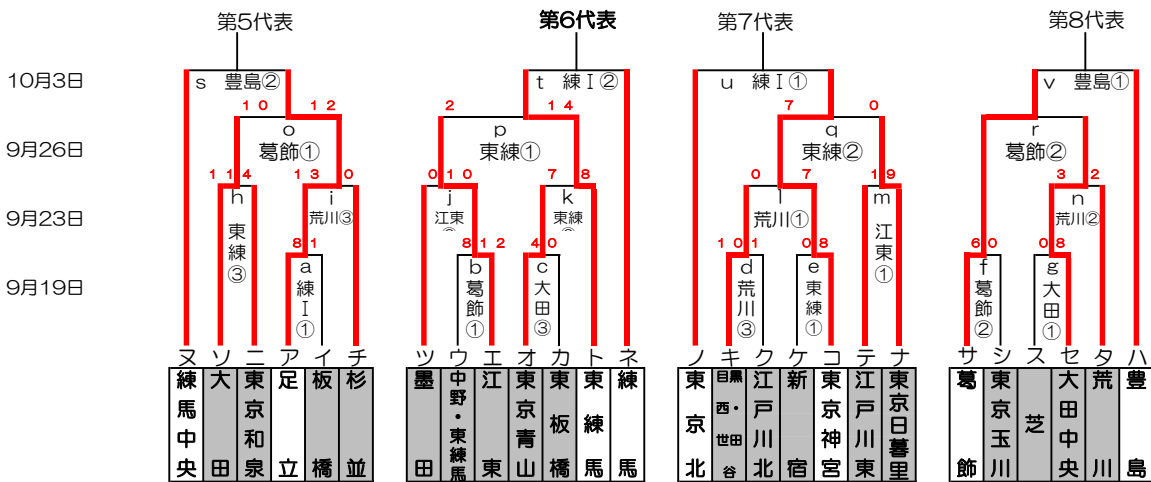 第5代表 第6代表 第7代表 第8代表
10月3日 s 豊島② t 練Ⅰ② u 練Ⅰ① v 豊島①
10 12 2 14 7 0
o p q r
9月26日 葛飾① 東練① 東練② 葛飾②
11 4 13 0 0 10 7 8 0 7 1 9 3 2
h i j k l m n
9月23日 東練③ 荒川③ 江東 東練 荒川① 江東① 荒川②
8 1 8 12 4 0 10 1 0 8 6 0 0 8
a b c d e f g
9月19日 練Ⅰ① 葛飾① 大田③ 荒川③ 東練① 葛飾② 大田①
ヌ ソ ニ ア イ チ ツ ウ エ オ カ ト ネ ノ キ ク ケ コ テ ナ サ シ ス セ タ ハ
練馬中央 大田 東京和泉 足立 板橋 杉並 墨田 中野・東練馬 江東 東京青山 東板橋 東練馬 練馬 東京北 目黒西・世田谷 江戸川北 新宿 東京神宮 江戸川東 東京日暮里 葛飾 東京玉川 芝 大田中央 荒川 豊島